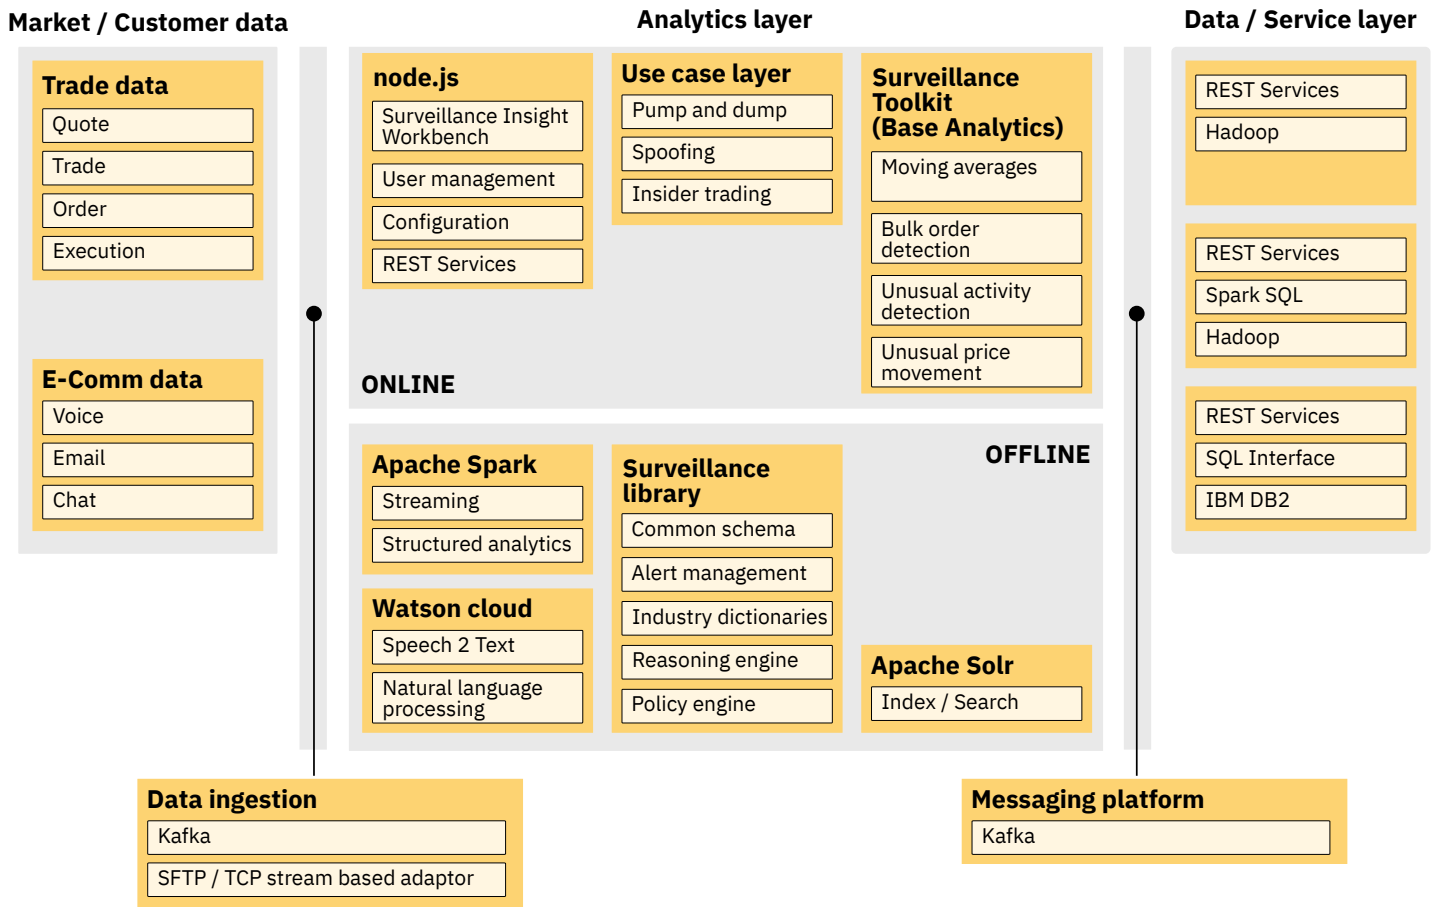 Market / Customer data
Trade data
Quote
Trade
Order
Execution
E-Comm data
Voice
Email
Chat
Analytics layer
node.js
Surveillance Insight
Workbench
User management
Configuration
REST Services
Use case layer
Pump and dump
Spoofing
Insider trading
Surveillance
Toolkit
(Base Analytics)
Moving averages
Bulk order
detection
Unusual activity
detection
Unusual price
movement
ONLINE
OFFLINE
Apache Spark
Streaming
Structured analytics
Watson cloud
Speech 2 Text
Natural language
processing
Surveillance
library
Common schema
Alert management
Industry dictionaries
Reasoning engine
Policy engine
Apache Solr
Index / Search
Data / Service layer
REST Services
Hadoop
REST Services
Spark SQL
Hadoop
REST Services
SQL Interface
IBM DB2
Data ingestion
Kafka
SFTP / TCP stream based adaptor
Messaging platform
Kafka